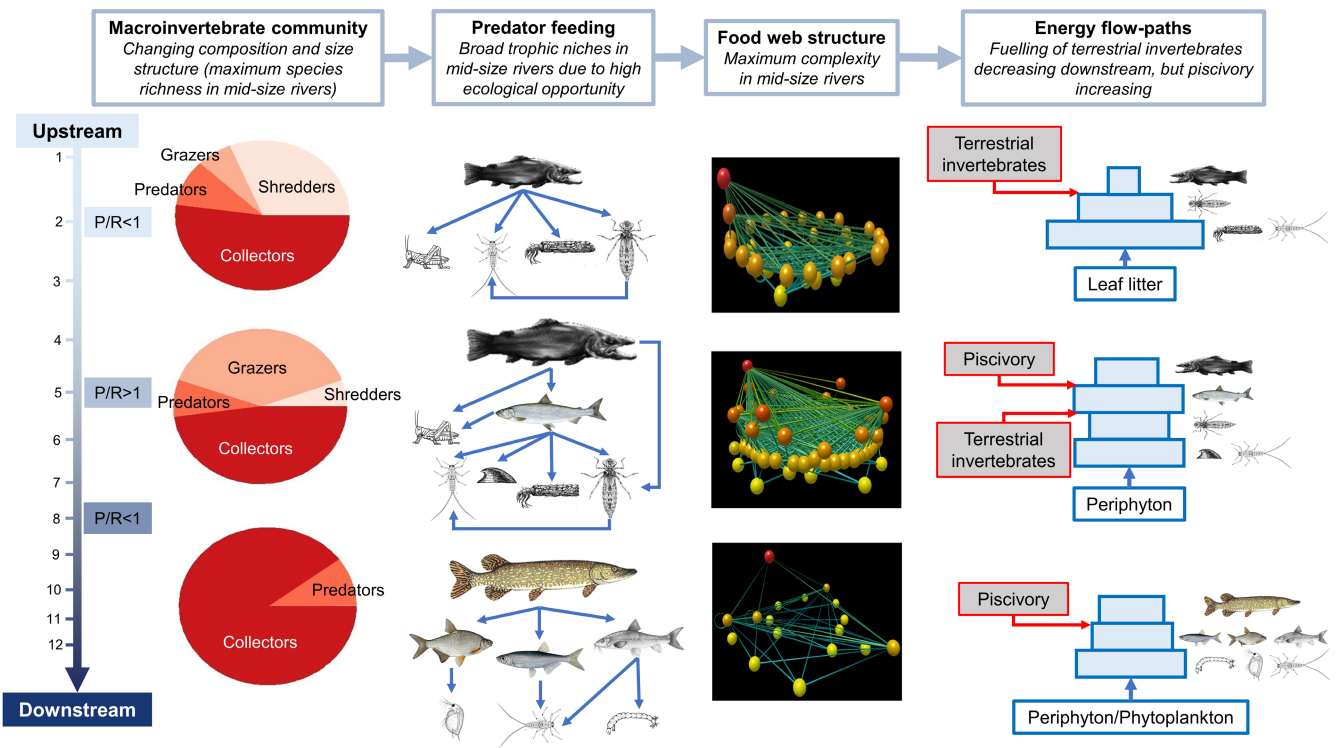 Macroinvertebrate community
Changing composition and size
structure (maximum species
richness in mid-size rivers)
Predator feeding
Broad trophic niches in
mid-size rivers due to high
ecological opportunity
Food web structure
Maximum complexity
in mid-size rivers
Energy flow-paths
Fuelling of terrestrial invertebrates
decreasing downstream, but piscivory
increasing
Upstream
1
2
3
4
5
6
7
8
9
10
11
12
Downstream
P/R<1
P/R>1
P/R<1
Grazers
Shredders
Predators
Collectors
Grazers
Shredders
Predators
Collectors
Predators
Collectors
Terrestrial
invertebrates
Leaf litter
Piscivory
Terrestrial
invertebrates
Periphyton
Piscivory
Periphyton/Phytoplankton